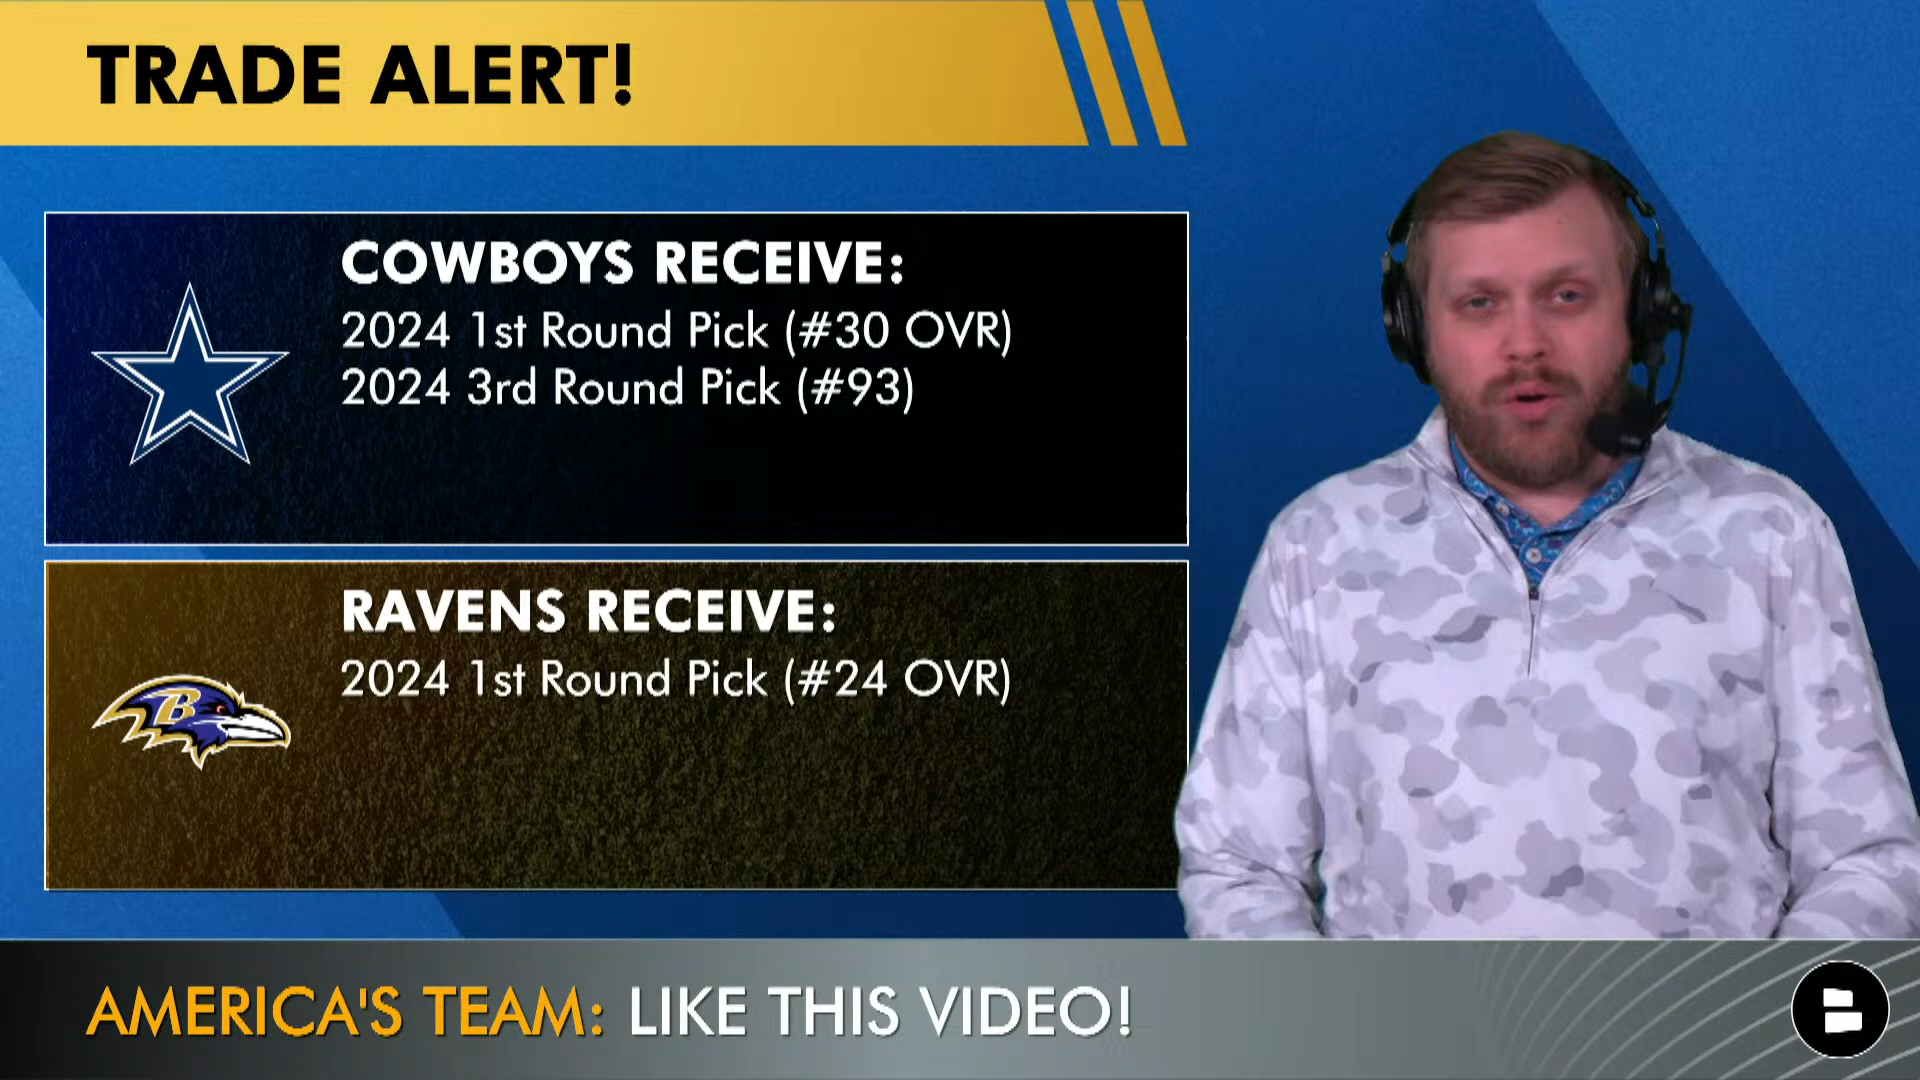 TRADE ALERT!
COWBOYS RECEIVE:
2024 1st Round Pick (#30 OVR)
2024 3rd Round Pick (#93)
RAVENS RECEIVE:
2024 1st Round Pick (#24 OVR)
B
AMERICA'S TEAM: LIKE THIS VIDEO!